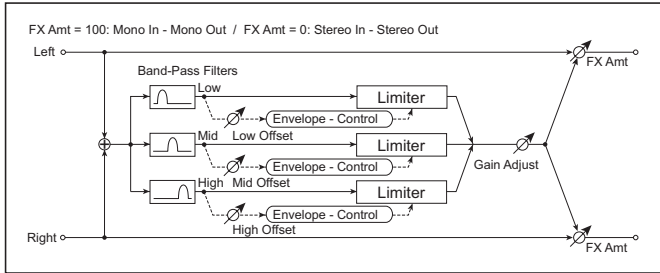 FX Amt = 100: Mono In - Mono Out / FX Amt = 0: Stereo In - Stereo Out
Left
FX Amt
Band-Pass Filters
Low
Limiter
Envelope - Control
Mid
Low Offset
Limiter
Envelope - Control
Gain Adjust
High
Mid Offset
Limiter
Envelope - Control
High Offset
Right
FX Amt